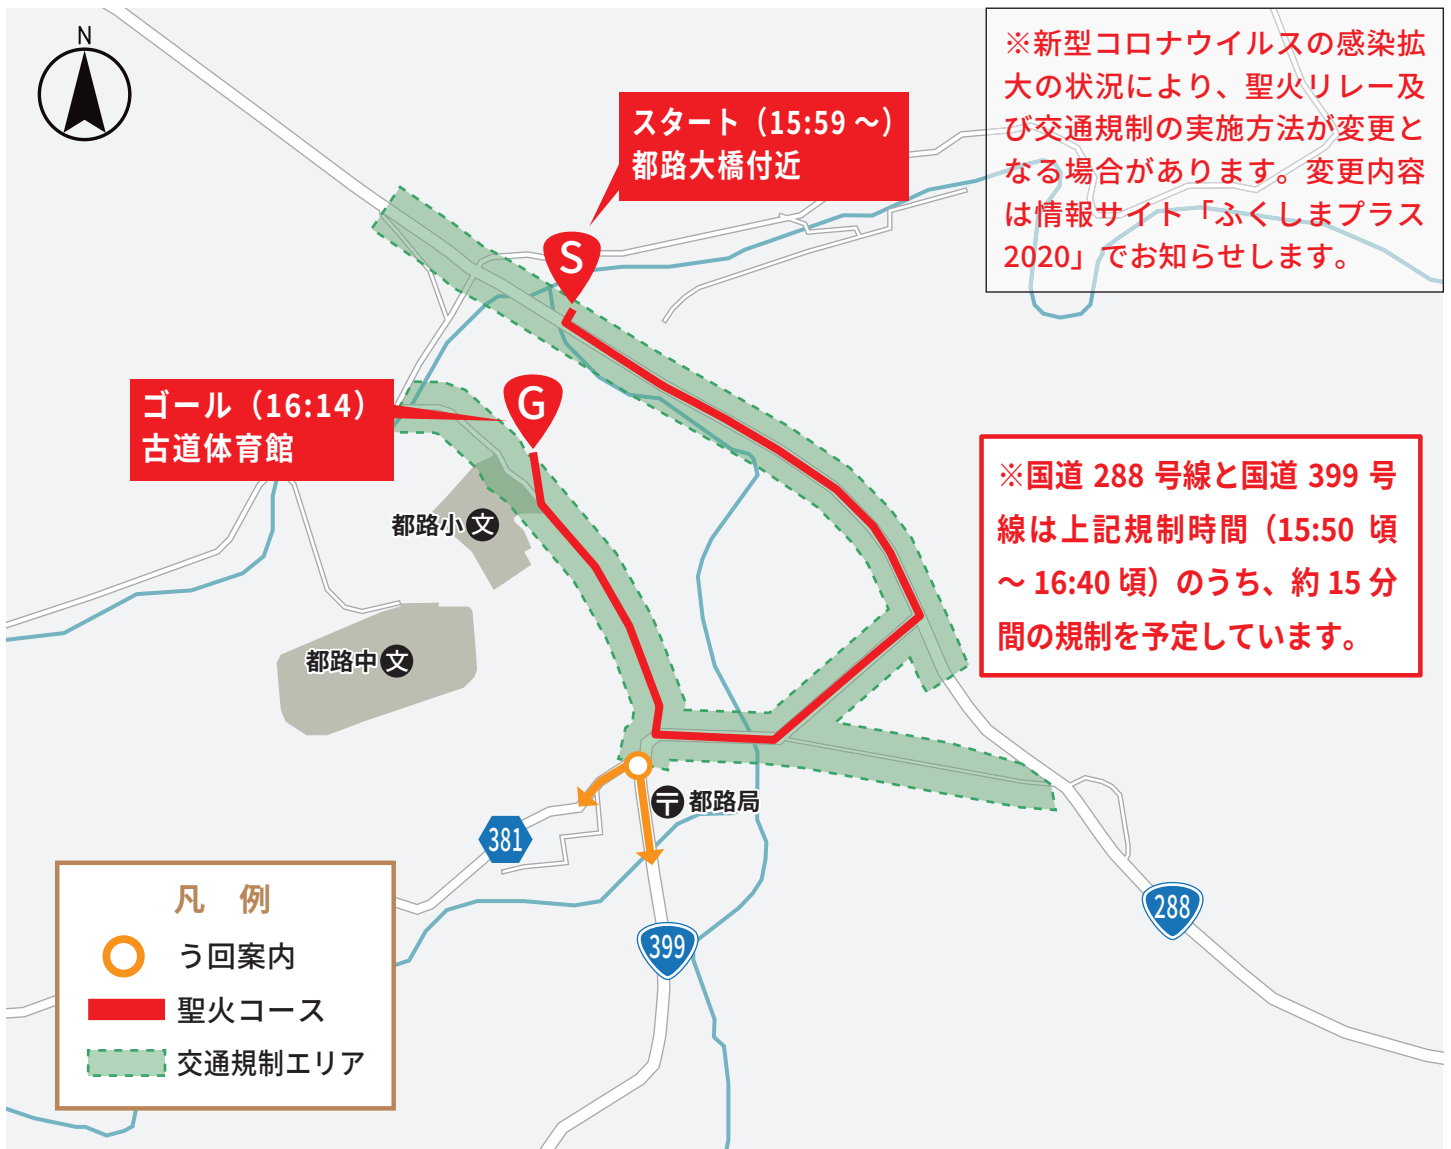 N
※新型コロナウイルスの感染拡
大の状況により、聖火リレー及
び交通規制の実施方法が変更と
なる場合があります。変更内容
は情報サイト「ふくしまプラス
2020」でお知らせします。
スタート（15:59 ～）
都路大橋付近
S
ゴール（16:14）
古道体育館
G
都路小
文
都路中
文
※国道 288 号線と国道 399 号
線は上記規制時間（15:50 頃
～ 16:40 頃）のうち、約 15 分
間の規制を予定しています。
〒都路局
381
399
288
凡 例
う回案内
聖火コース
交通規制エリア